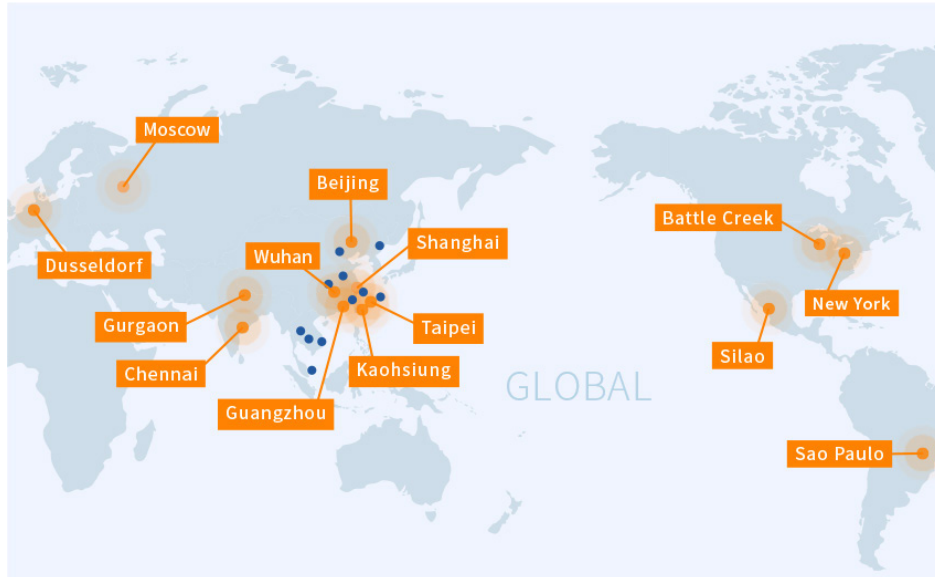 Moscow
Beijing
Shanghai
Wuhan
Battle Creek
Dusseldorf
New York
Gurgaon
Taipei
Silao
Chennai
Kaohsiung
GLOBAL
Guangzhou
Sao Paulo